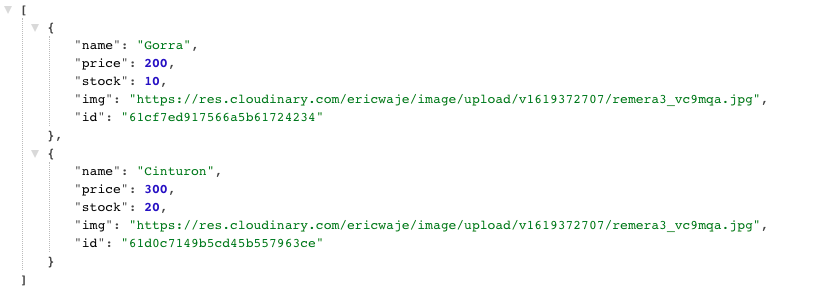 [
{
"name": "Gorra",
"price": 200,
"stock": 10,
"img": "https://res.cloudinary.com/ericwaje/image/upload/v1619372707/remera3_vc9mqa.jpg",
"id": "61cf7ed917566a5b61724234"
},
{
"name": "Cinturon",
"price": 300,
"stock": 20,
"img": "https://res.cloudinary.com/ericwaje/image/upload/v1619372707/remera3_vc9mqa.jpg",
"id": "61d0c7149b5cd45b557963ce"
}
]